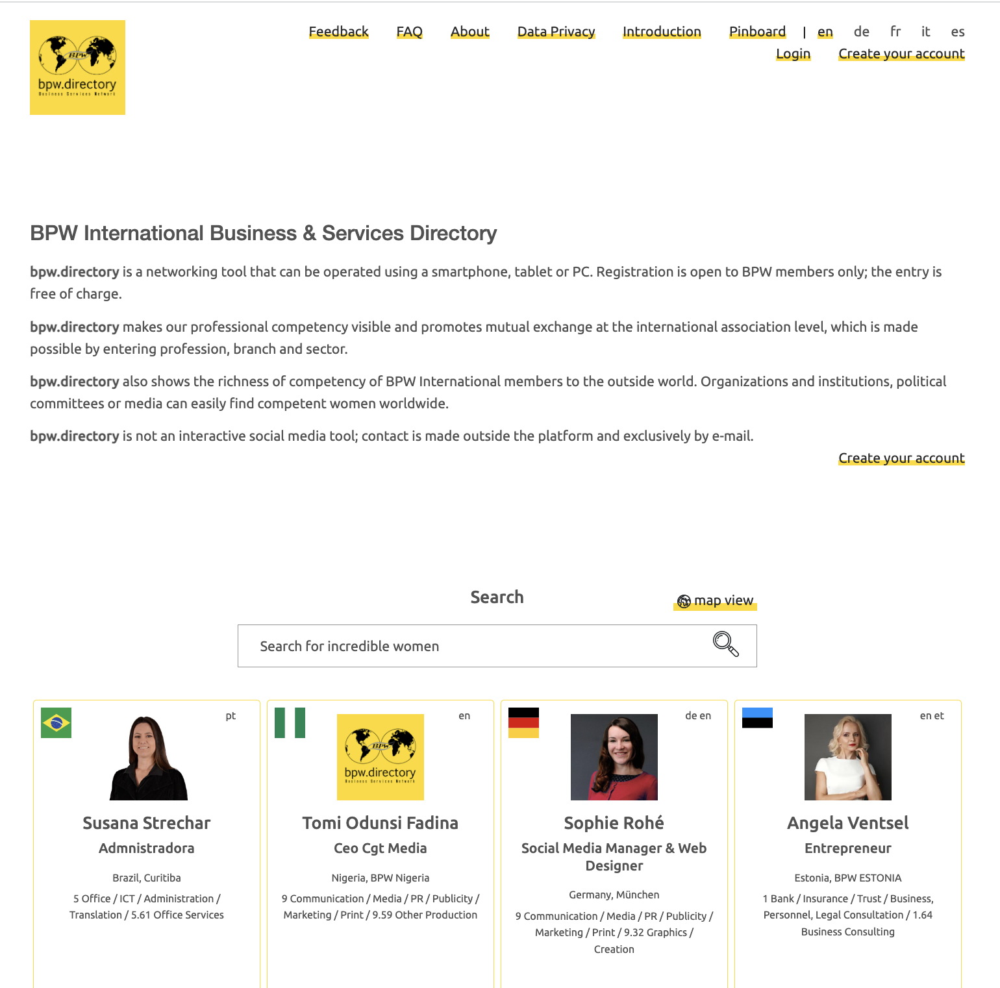 BPW
bpw.directory
Business Services Network
Feedback FAQ About Data Privacy Introduction Pinboard | en de fr it es
Login Create your account
BPW International Business & Services Directory
bpw.directory is a networking tool that can be operated using a smartphone, tablet or PC. Registration is open to BPW members only; the entry is
free of charge.
bpw.directory makes our professional competency visible and promotes mutual exchange at the international association level, which is made
possible by entering profession, branch and sector.
bpw.directory also shows the richness of competency of BPW International members to the outside world. Organizations and institutions, political
committees or media can easily find competent women worldwide.
bpw.directory is not an interactive social media tool; contact is made outside the platform and exclusively by e-mail.
Create your account
Search
map view
Search for incredible women
pt
Susana Strechar
Admnistradora
Brazil, Curitiba
5 Office / ICT / Administration /
Translation / 5.61 Office Services
en
BPW
bpw.directory
Business Services Network
Tomi Odunsi Fadina
Ceo Cgt Media
Nigeria, BPW Nigeria
9 Communication / Media / PR / Publicity /
Marketing / Print / 9.59 Other Production
de en
Sophie Rohé
Social Media Manager & Web
Designer
Germany, München
9 Communication / Media / PR / Publicity /
Marketing / Print / 9.32 Graphics /
Creation
en et
Angela Ventsel
Entrepreneur
Estonia, BPW ESTONIA
1 Bank / Insurance / Trust / Business,
Personnel, Legal Consultation / 1.64
Business Consulting